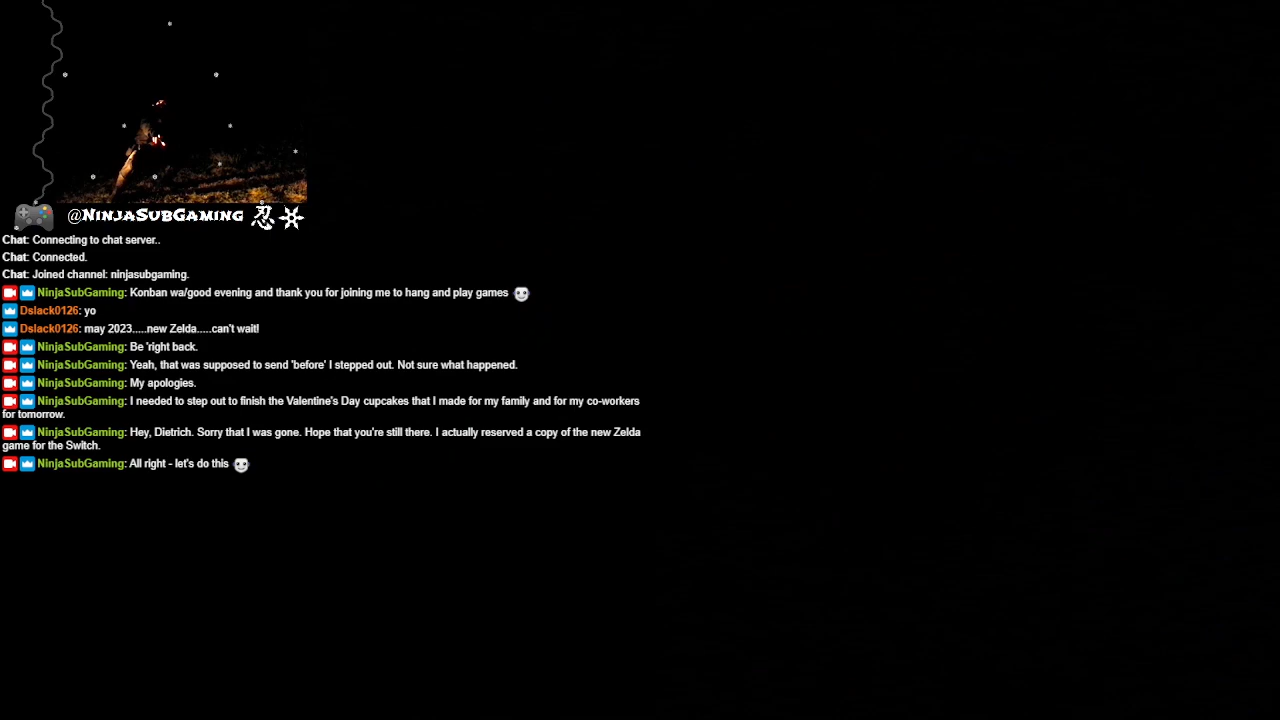 @NinjaSubGaming 忍
Chat: Connecting to chat server..
Chat: Connected.
Chat: Joined channel: ninjasubgaming.
NinjaSubGaming: Konban wa/good evening and thank you for joining me to hang and play games
Dslack0126: yo
Dslack0126: may 2023.....new Zelda.....can't wait!
NinjaSubGaming: Be 'right back.
NinjaSubGaming: Yeah, that was supposed to send 'before' I stepped out. Not sure what happened.
NinjaSubGaming: My apologies.
NinjaSubGaming: I needed to step out to finish the Valentine's Day cupcakes that I made for my family and for my co-workers
for tomorrow.
NinjaSubGaming: Hey, Dietrich. Sorry that I was gone. Hope that you're still there. I actually reserved a copy of the new Zelda
game for the Switch.
NinjaSubGaming: All right - let's do this